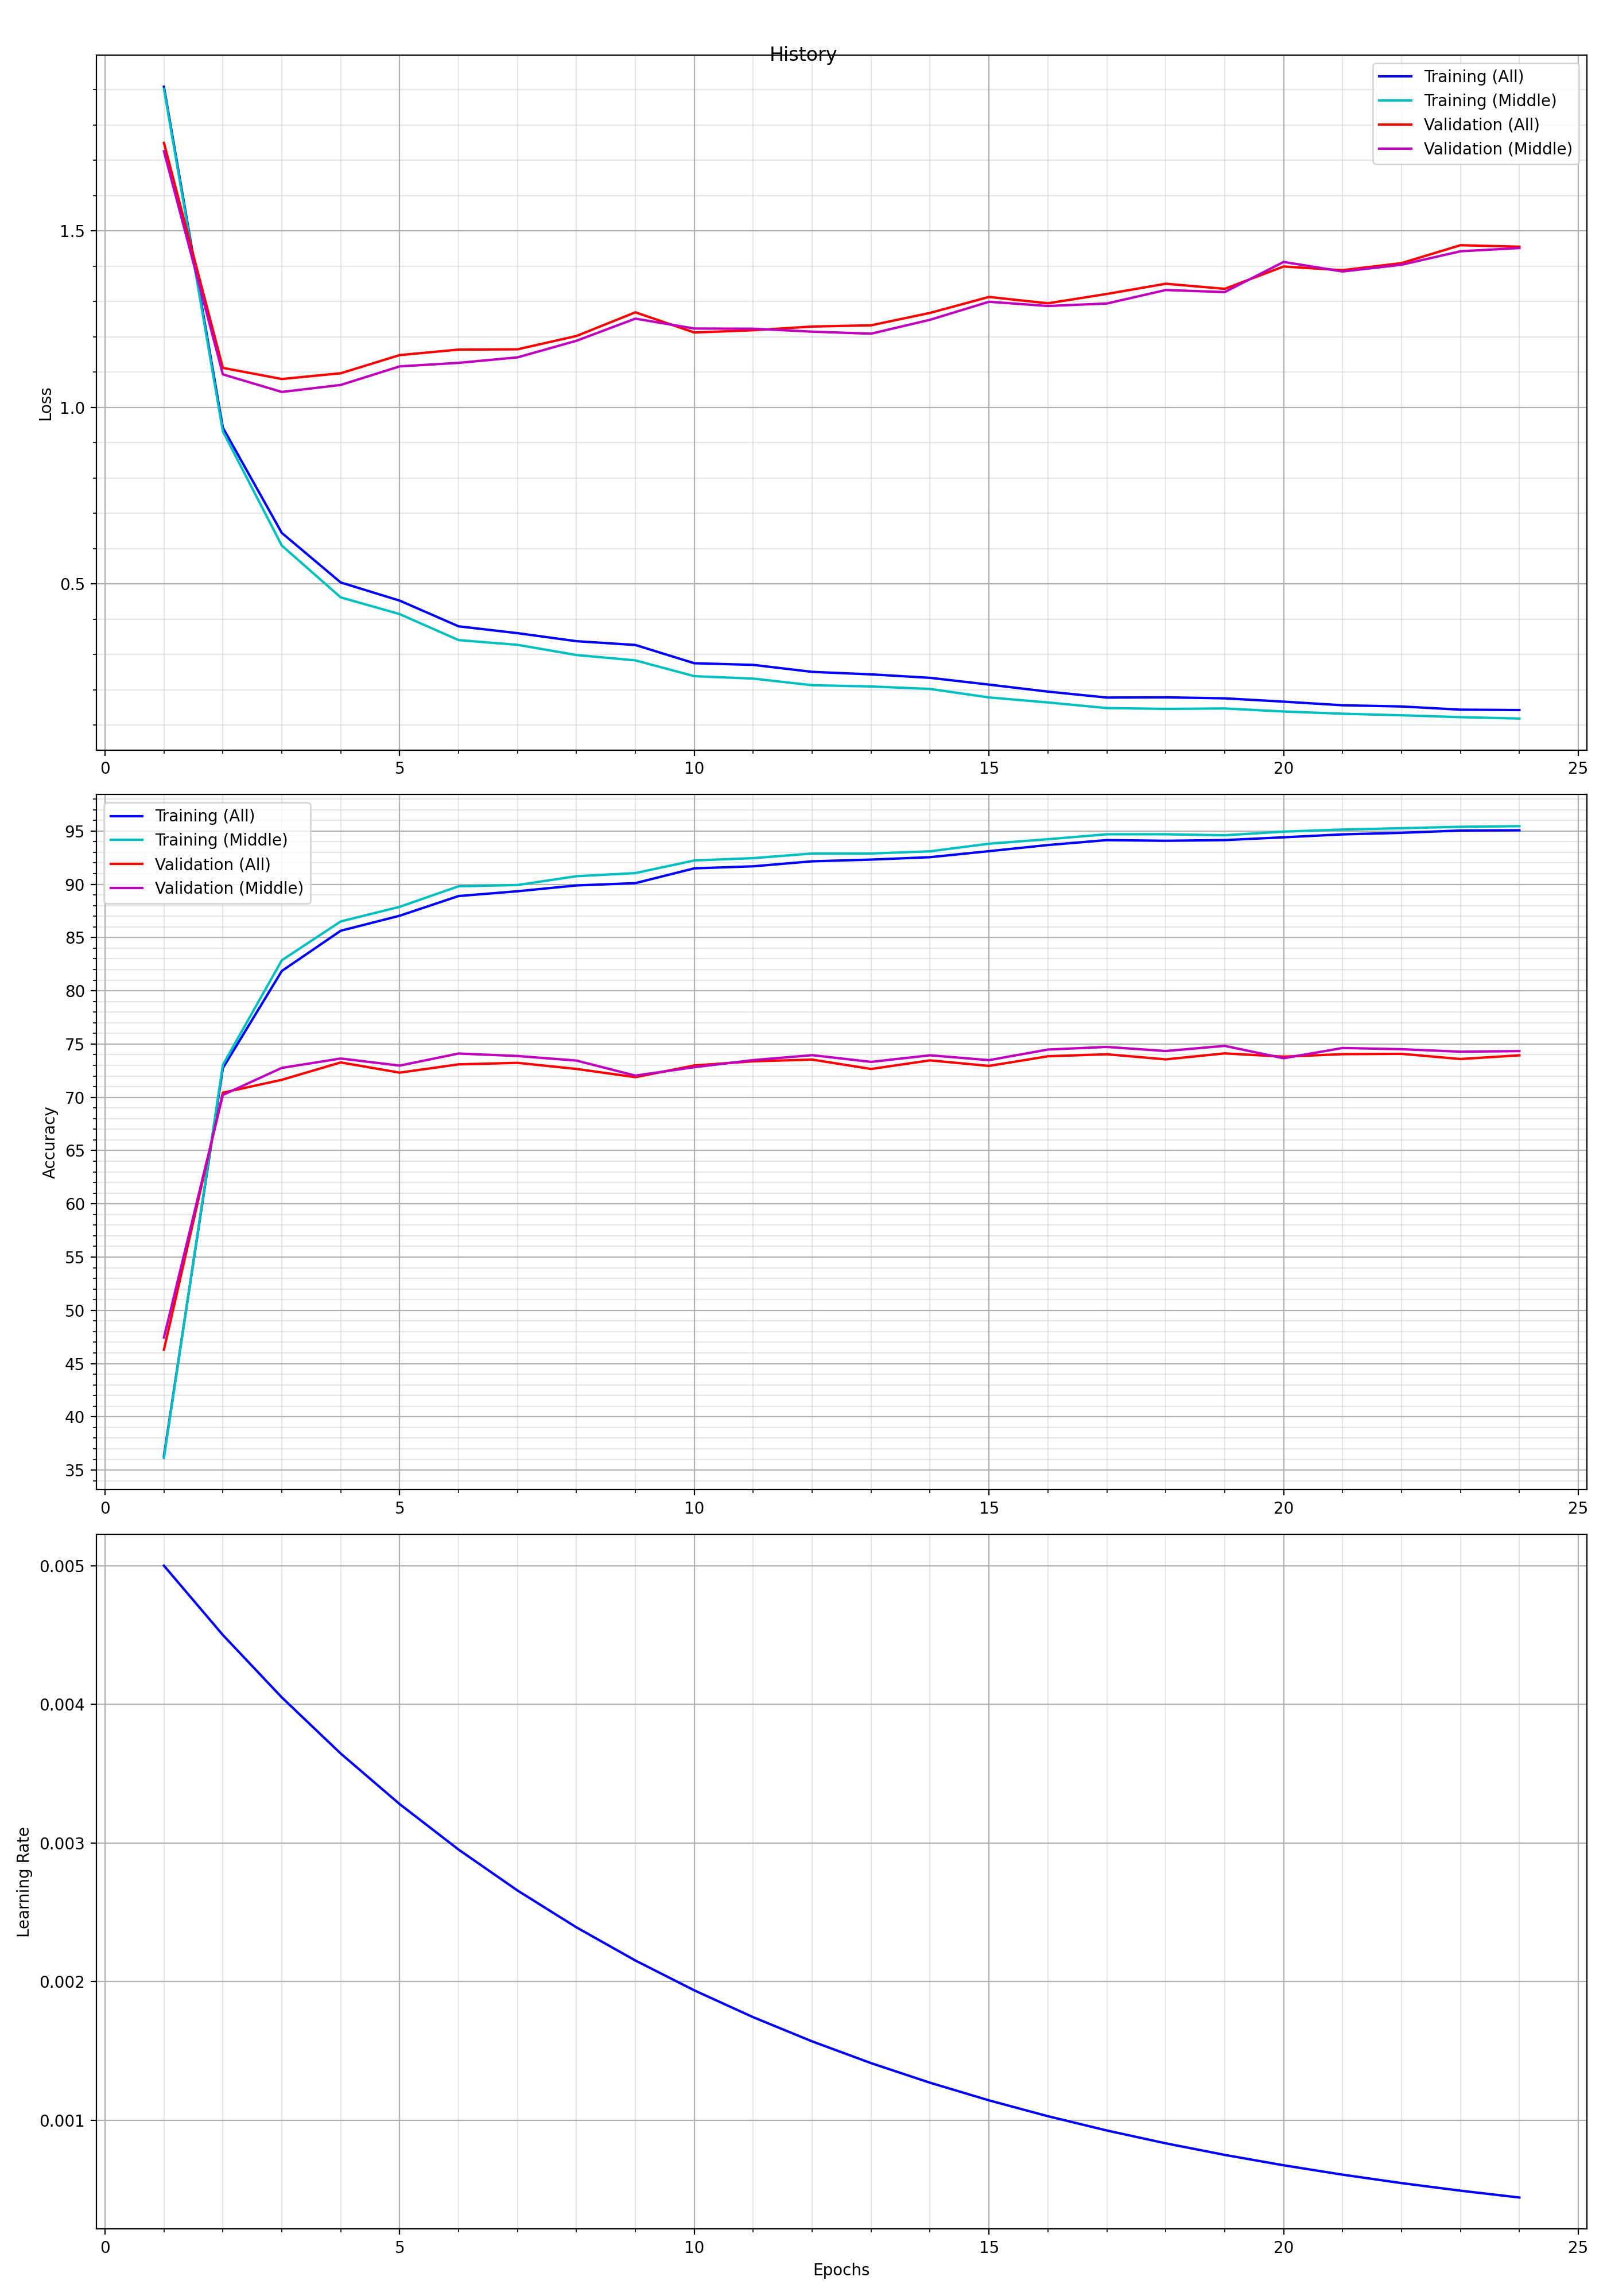 History
Training (All)
Training (Middle)
Validation (All)
Validation (Middle)
Loss
1.5
1.0
0.5
0 5 10 15 20 25
Training (All)
Training (Middle)
Validation (All)
Validation (Middle)
Accuracy
95
90
85
80
75
70
65
60
55
50
45
40
35
0 5 10 15 20 25
Learning Rate
0.005
0.004
0.003
0.002
0.001
0 5 10 15 20 25
Epochs